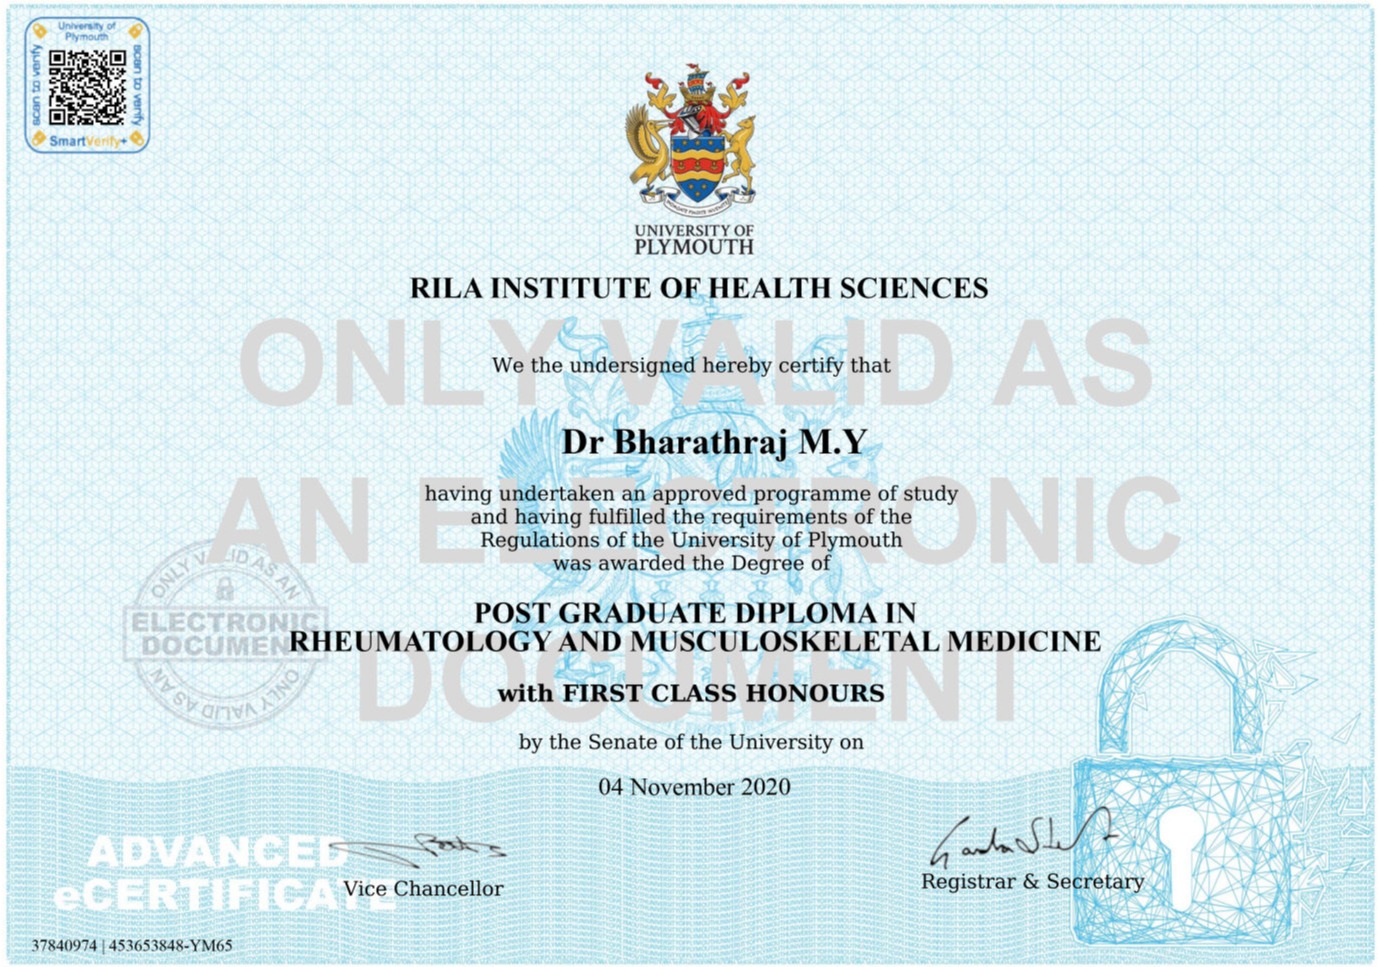 University of
Plymouth
scan to verify
scan to verify
SmartVerify+
UNIVERSITY OF
PLYMOUTH
RILA INSTITUTE OF HEALTH SCIENCES
ONLY VALID AS
We the undersigned hereby certify that
Dr Bharathraj M.Y
AN ELECTRONIC
having undertaken an approved programme of study
and having fulfilled the requirements of the
Regulations of the University of Plymouth
was awarded the Degree of
ONLY VALID AS AN
ELECTRONIC
DOCUMENT
ONLY VALID AS AN
POST GRADUATE DIPLOMA IN
RHEUMATOLOGY AND MUSCULOSKELETAL MEDICINE
DOCUMENT
with FIRST CLASS HONOURS
by the Senate of the University on
04 November 2020
ADVANCED
eCERTIFICATE
Vice Chancellor
Registrar & Secretary
37840974 | 453653848-YM65